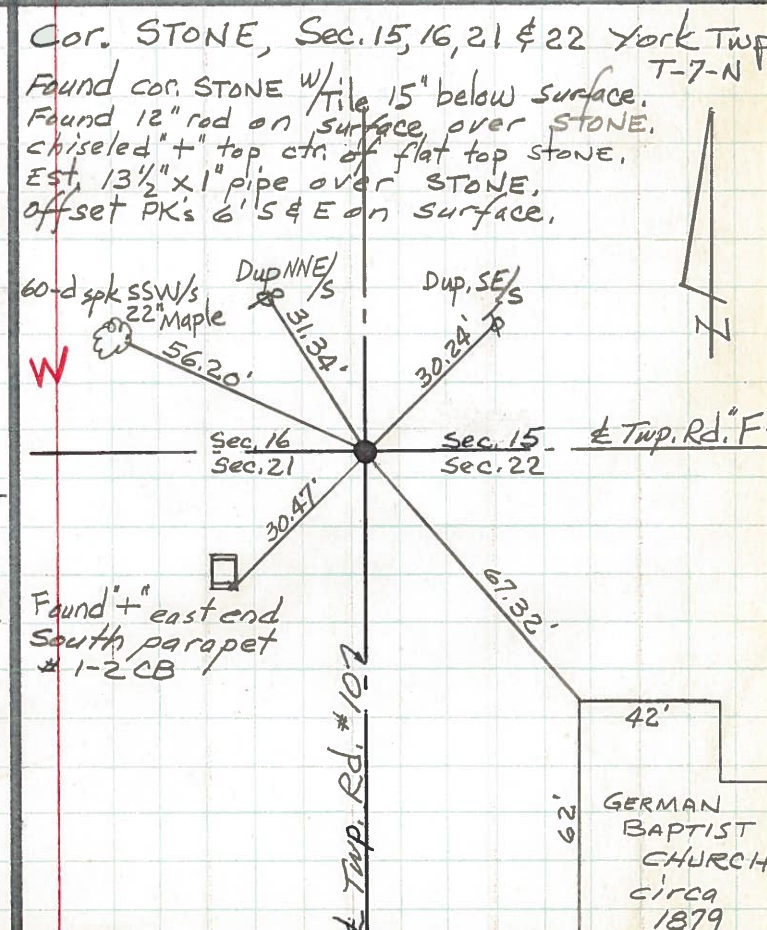 Cor. STONE, Sec. 15, 16, 21 & 22 York Twp
T-7-N
Found cor. STONE w/Tile 15" below surface.
Found 12" rod on surface over STONE.
chiseled "+" top ctr. of flat top STONE.
Est. 13½" x 1" pipe over STONE.
offset PK's 6' S & E on surface.
60-d spk SSW/s
22" Maple
Dup NNE/s
Dup. SE/s
N
W
56.20'
31.34'
30.24'
Sec. 16
Sec. 15
℄ Twp. Rd. "F-
Sec. 21
Sec. 22
30.47'
67.32'
Found "+" east end
South parapet
# 1-2 CB
℄ Twp. Rd. #107
42'
62'
GERMAN
BAPTIST
CHURCH
circa
1879